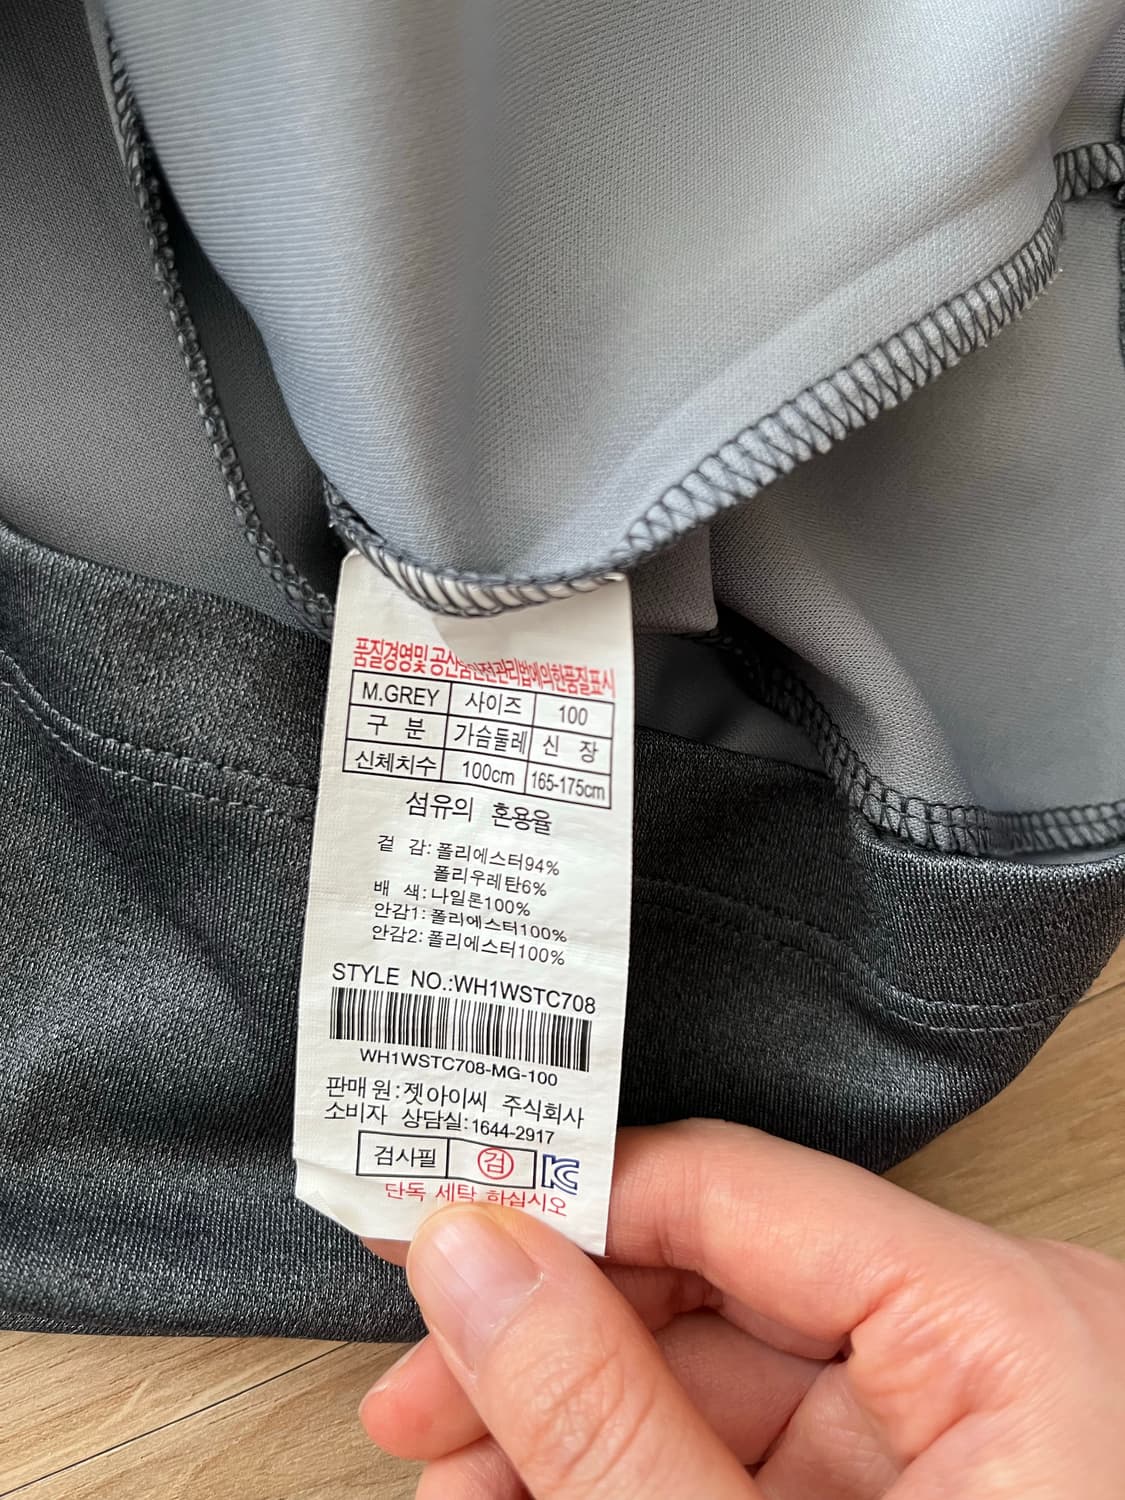 품질경영및 공산품안전관리법에의한품질표시
M.GREY 사이즈 100
구 분 가슴둘레 신 장
신체치수 100cm 165-175cm
섬유의 혼용율
겉 감: 폴리에스터94%
폴리우레탄6%
배 색: 나일론100%
안감1: 폴리에스터100%
안감2: 폴리에스터100%
STYLE NO.:WH1WSTC708
WH1WSTC708-MG-100
판매원:젯아이씨 주식회사
소비자 상담실:1644-2917
검사필 검
단독 세탁 하십시오